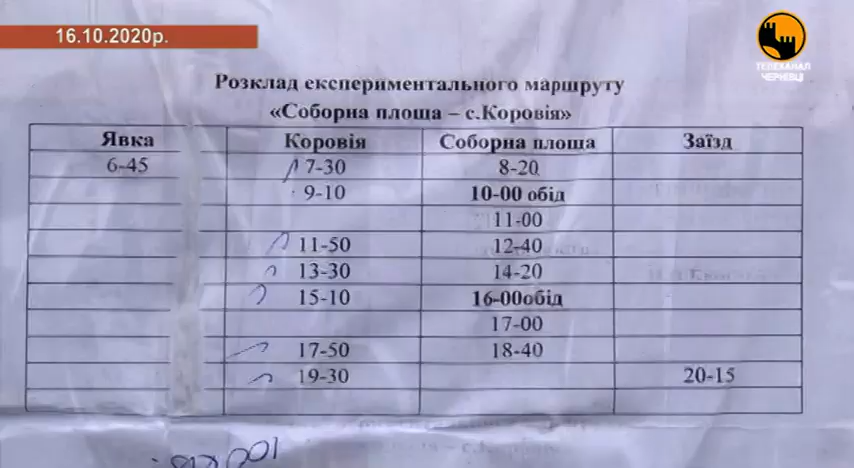 16.10.2020р.
ТЕЛЕКАНАЛ
ЧЕРНІВЦІ
Розклад експериментального маршруту
«Соборна площа – с.Коровія»
Явка Коровія Соборна площа Заїзд
6-45 7-30 8-20
9-10 10-00 обід
11-00
11-50 12-40
13-30 14-20
15-10 16-00обід
17-00
17-50 18-40
19-30 20-15